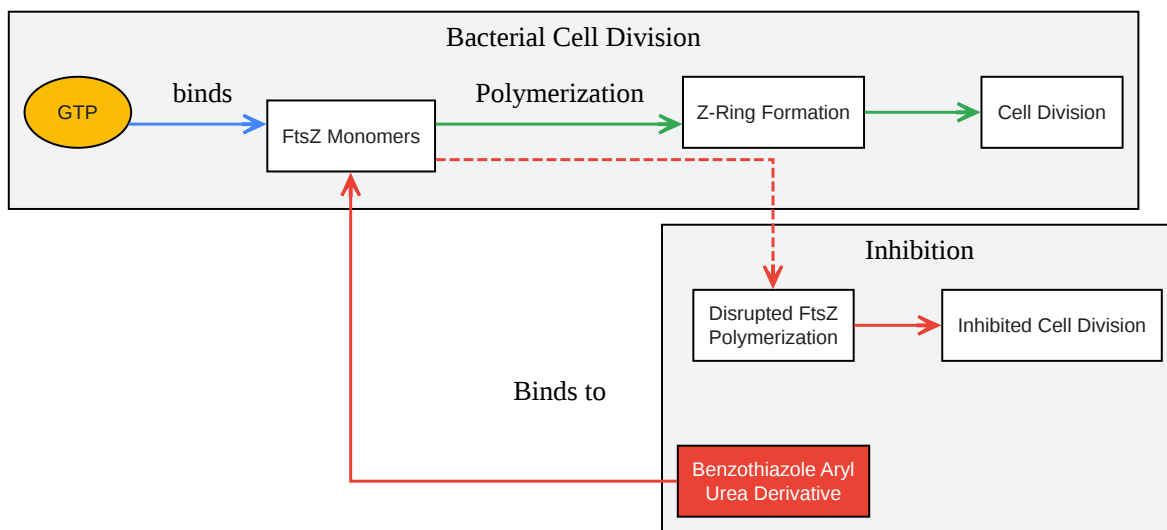 Bacterial Cell Division
GTP
binds
FtsZ Monomers
Polymerization
Z-Ring Formation
Cell Division
Inhibition
Disrupted FtsZ
Polymerization
Inhibited Cell Division
Binds to
Benzothiazole Aryl
Urea Derivative